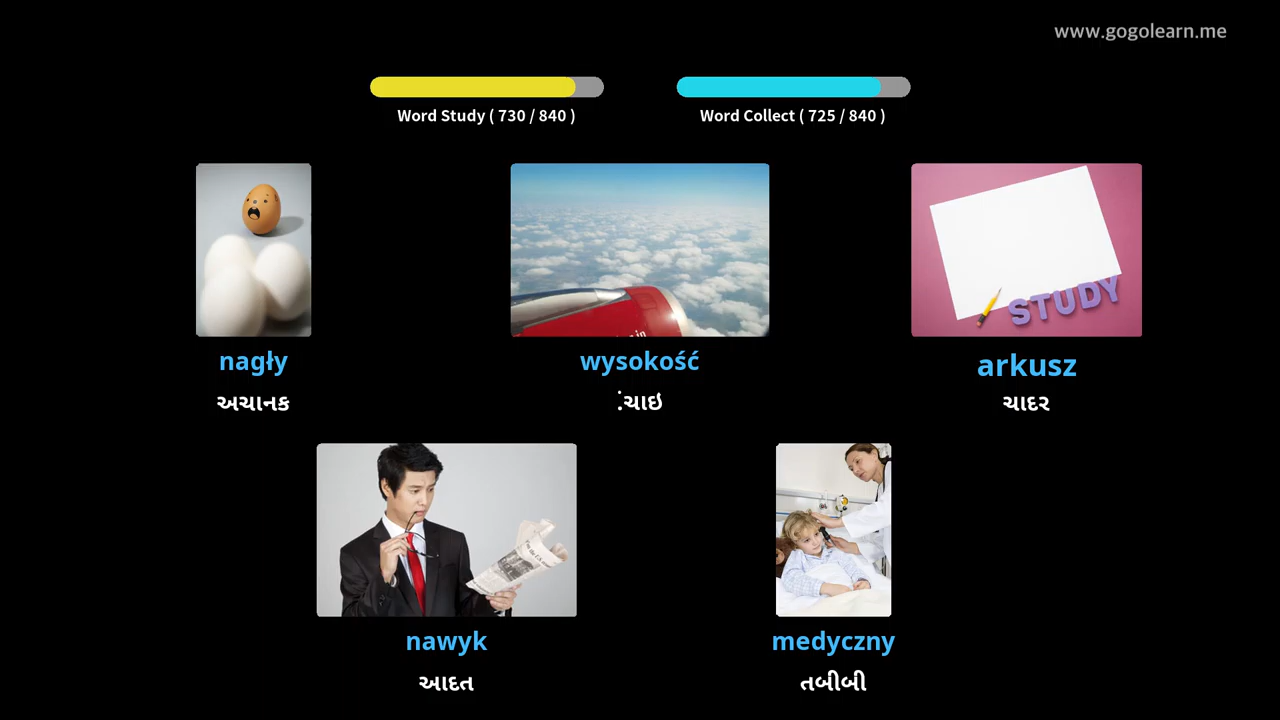 www.gogolearn.me
Word Study ( 730 / 840 )
Word Collect ( 725 / 840 )
nagły
અચાનક
wysokość
ંચાઇ
arkusz
ચાદર
STUDY
nawyk
આદત
medyczny
તબીબી